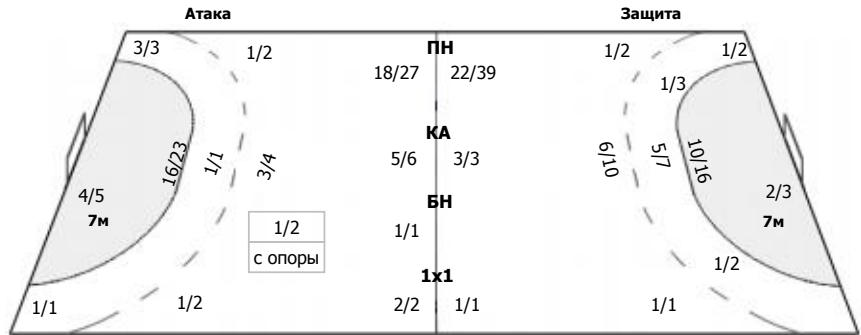 Атака
Защита
3/3
1/2
ПН
1/2
1/2
18/27
22/39
1/3
КА
16/23
1/1
3/4
5/6
3/3
6/10
5/7
10/16
4/5
7м
БН
2/3
7м
1/2
с опоры
1/1
1/2
1х1
1/1
1/2
2/2
1/1
1/1